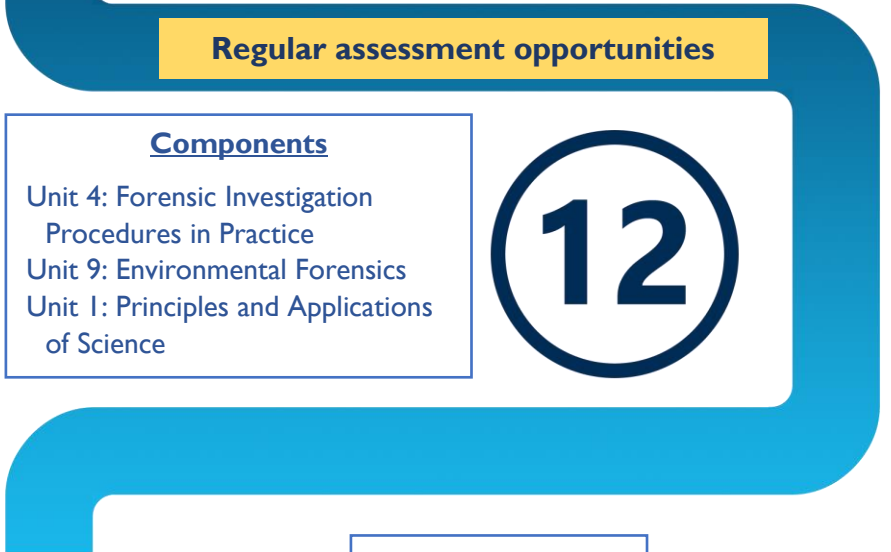 Regular assessment opportunities
Components
Unit 4: Forensic Investigation
Procedures in Practice
Unit 9: Environmental Forensics
Unit 1: Principles and Applications
of Science
12